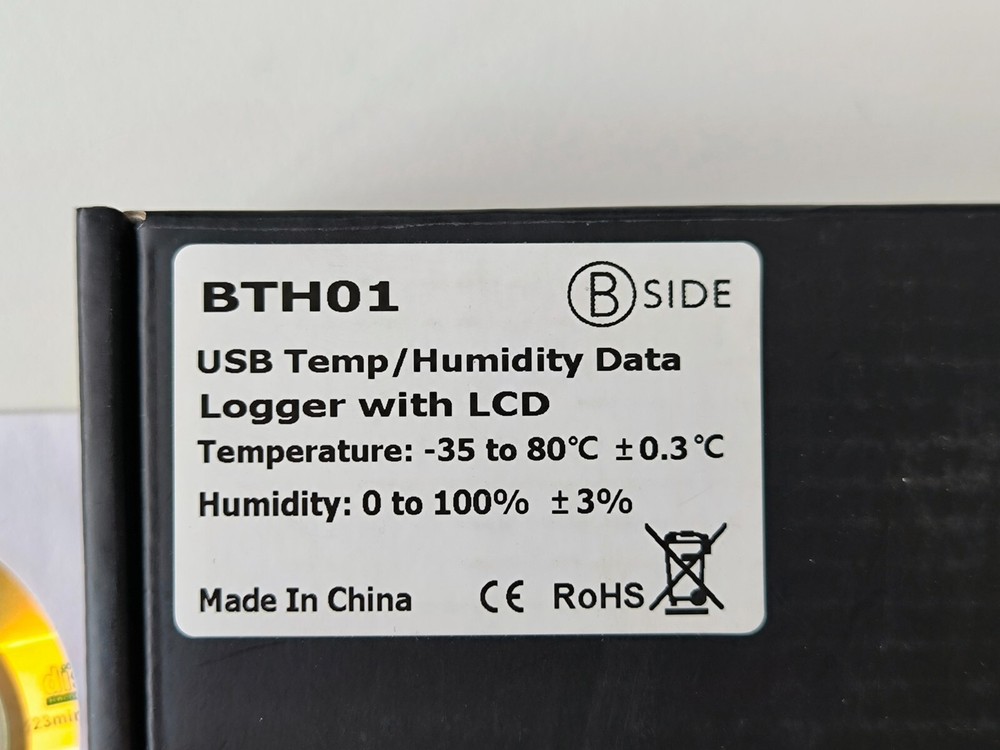 BTH01
B SIDE
USB Temp/Humidity Data
Logger with LCD
Temperature: -35 to 80°C ±0.3°C
Humidity: 0 to 100% ±3%
Made In China CE RoHS
23min